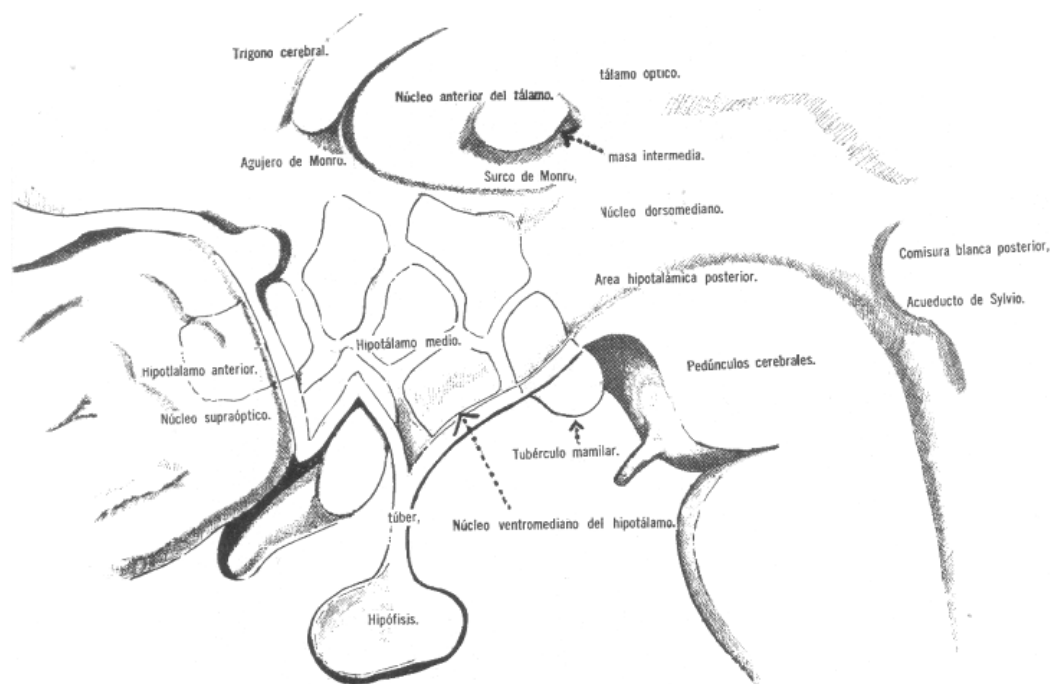 Trígono cerebral.
tálamo óptico.
Núcleo anterior del tálamo.
Agujero de Monro.
masa intermedia.
Surco de Monro.
Núcleo dorsomediano.
Comisura blanca posterior,
Area hipotalámica posterior.
Acueducto de Sylvio.
Hipotálamo medio.
Hipotlalamo anterior.
Pedúnculos cerebrales.
Núcleo supraóptico.
Tubérculo mamilar.
túber,
Núcleo ventromediano del hipotálamo.
Hipófisis.